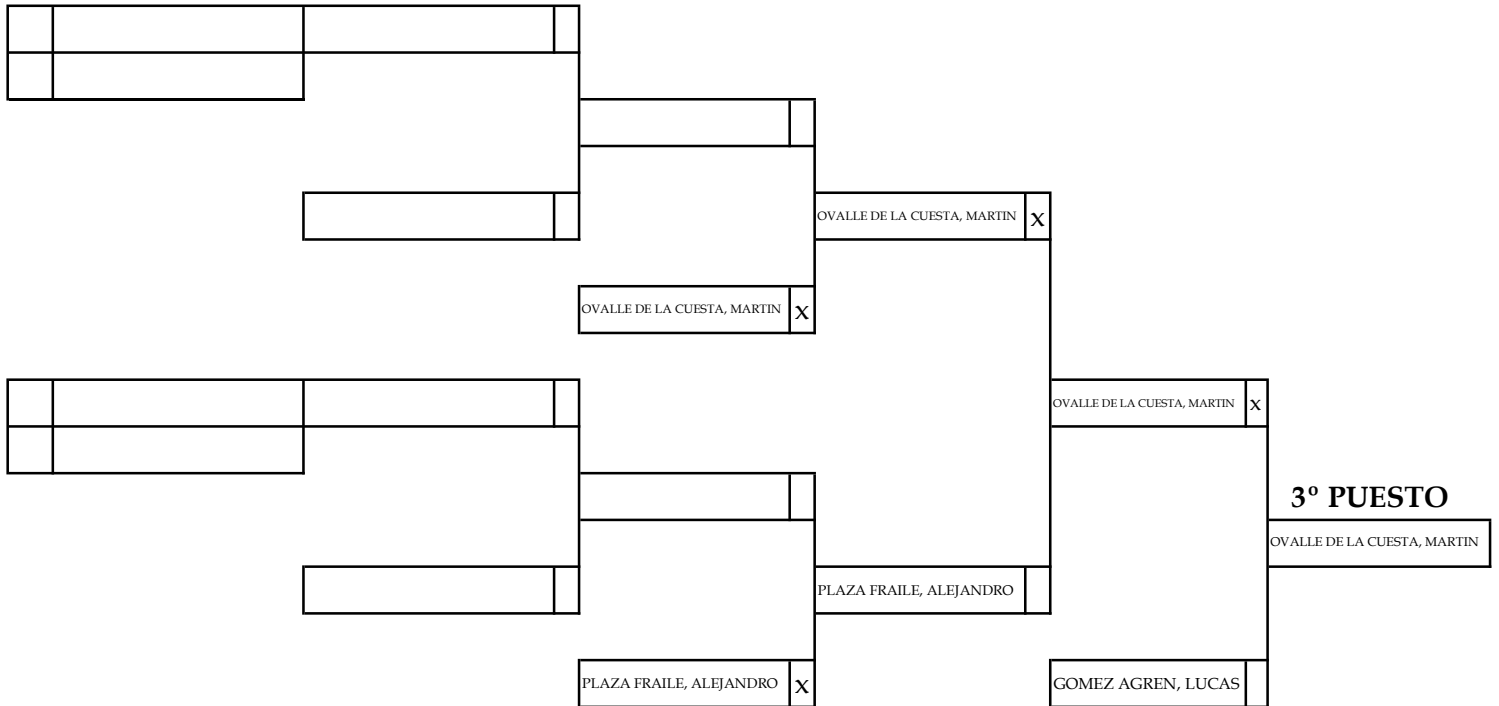 OVALLE DE LA CUESTA, MARTIN X
OVALLE DE LA CUESTA, MARTIN X
OVALLE DE LA CUESTA, MARTIN X
3º PUESTO
OVALLE DE LA CUESTA, MARTIN
PLAZA FRAILE, ALEJANDRO
PLAZA FRAILE, ALEJANDRO X
GOMEZ AGREN, LUCAS